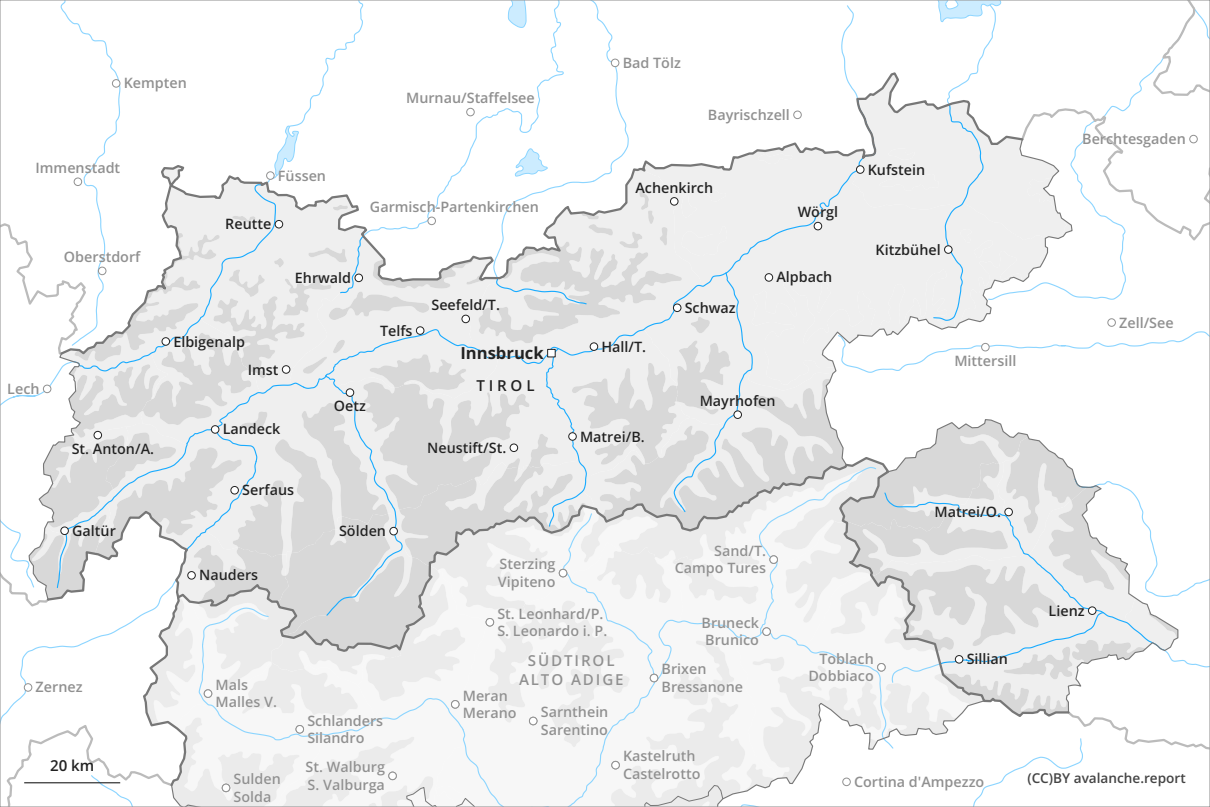 Kempten
Bad Tölz
Murnau/Staffelsee
Bayrischzell
Berchtesgaden
Immenstadt
Füssen
Kufstein
Achenkirch
Garmisch-Partenkirchen
Wörgl
Reutte
Kitzbühel
Oberstdorf
Ehrwald
Alpbach
Seefeld/T.
Schwaz
Zell/See
Telfs
Elbigenalp
Innsbruck
Hall/T.
Mittersill
Imst
TIROL
Lech
Oetz
Mayrhofen
Landeck
Matrei/B.
St. Anton/A.
Neustift/St.
Serfaus
Matrei/O.
Galtür
Sölden
Sterzing
Vipiteno
Sand/T.
Campo Tures
Nauders
St. Leonhard/P.
S. Leonardo i. P.
Lienz
Bruneck
Brunico
SÜDTIROL
ALTO ADIGE
Sillian
Toblach
Dobbiaco
Brixen
Bressanone
Zernez
Mals
Malles V.
Meran
Merano
Sarnthein
Sarentino
Schlanders
Silandro
Kastelruth
Castelrotto
St. Walburg
S. Valburga
20 km
Sulden
Solda
Cortina d'Ampezzo
(CC)BY avalanche.report